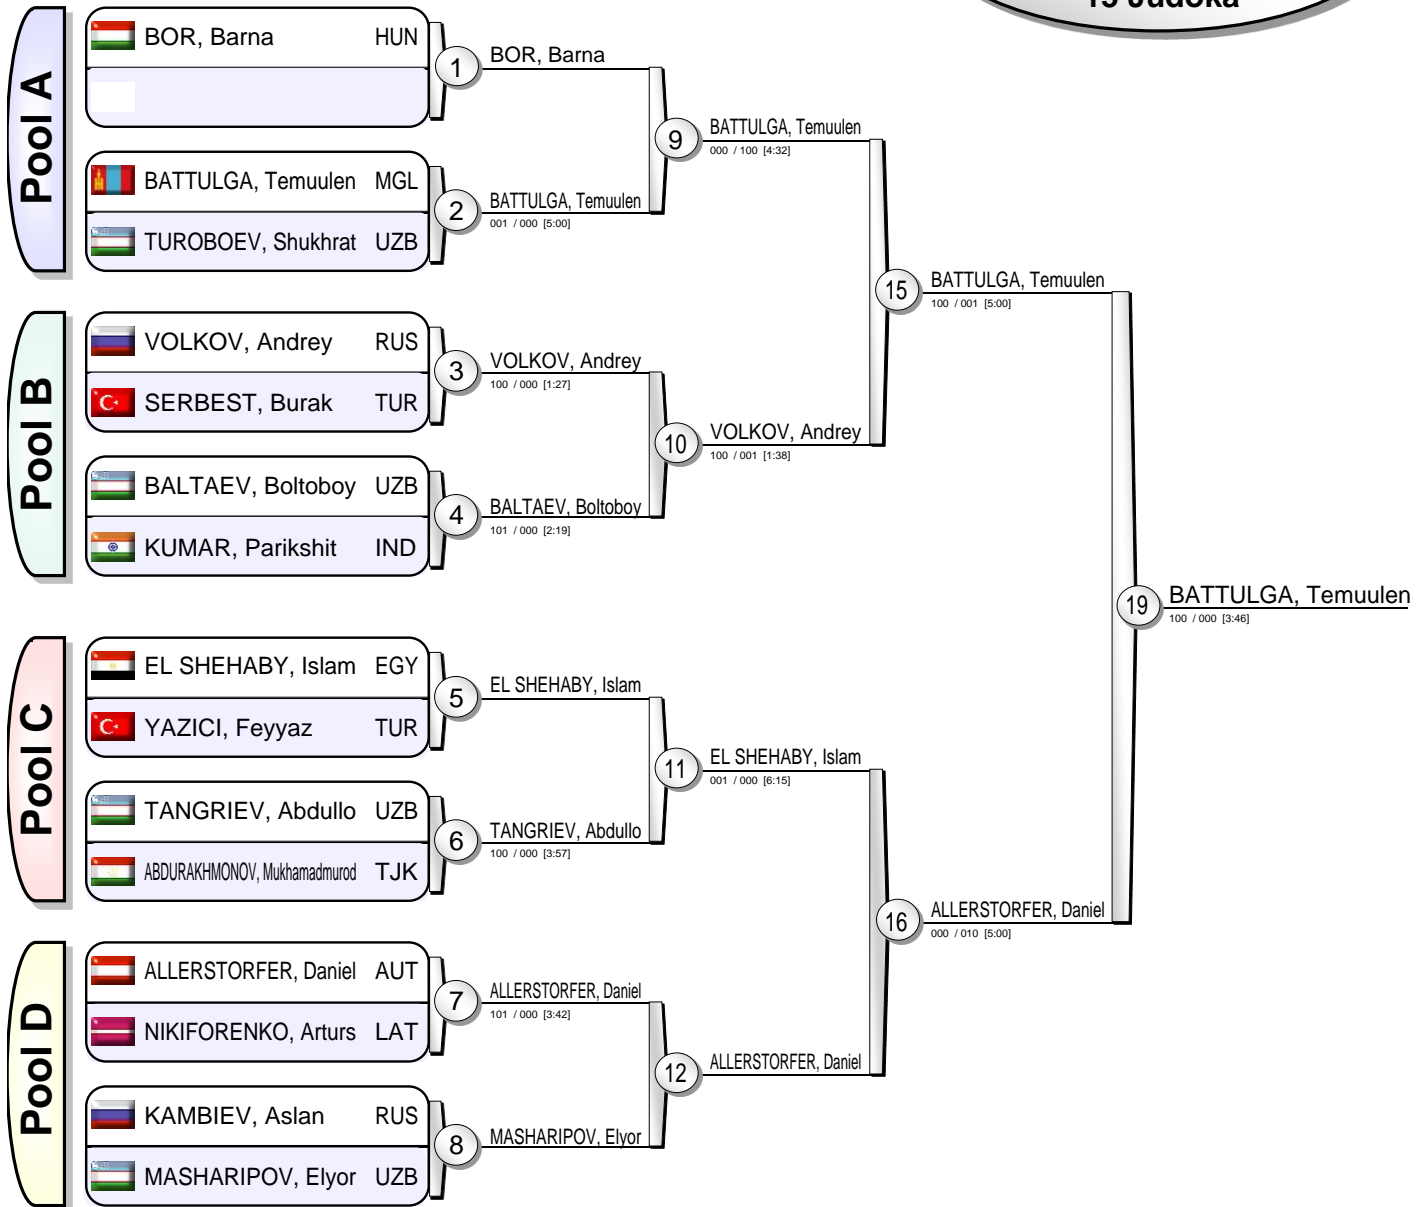 15 Judoka
Pool A
BOR, Barna HUN
BATTULGA, Temuulen MGL
TUROBOEV, Shukhrat UZB
Pool B
VOLKOV, Andrey RUS
SERBEST, Burak TUR
BALTAEV, Boltoboy UZB
KUMAR, Parikshit IND
Pool C
EL SHEHABY, Islam EGY
YAZICI, Feyyaz TUR
TANGRIEV, Abdullo UZB
ABDURAKHMONOV, Mukhamadmurod TJK
Pool D
ALLERSTORFER, Daniel AUT
NIKIFORENKO, Arturs LAT
KAMBIEV, Aslan RUS
MASHARIPOV, Elyor UZB
1 BOR, Barna
2 BATTULGA, Temuulen
001 / 000 [5:00]
3 VOLKOV, Andrey
100 / 000 [1:27]
4 BALTAEV, Boltoboy
101 / 000 [2:19]
5 EL SHEHABY, Islam
6 TANGRIEV, Abdullo
100 / 000 [3:57]
7 ALLERSTORFER, Daniel
101 / 000 [3:42]
8 MASHARIPOV, Elyor
9 BATTULGA, Temuulen
000 / 100 [4:32]
10 VOLKOV, Andrey
100 / 001 [1:38]
11 EL SHEHABY, Islam
001 / 000 [6:15]
12 ALLERSTORFER, Daniel
15 BATTULGA, Temuulen
100 / 001 [5:00]
16 ALLERSTORFER, Daniel
000 / 010 [5:00]
19 BATTULGA, Temuulen
100 / 000 [3:46]